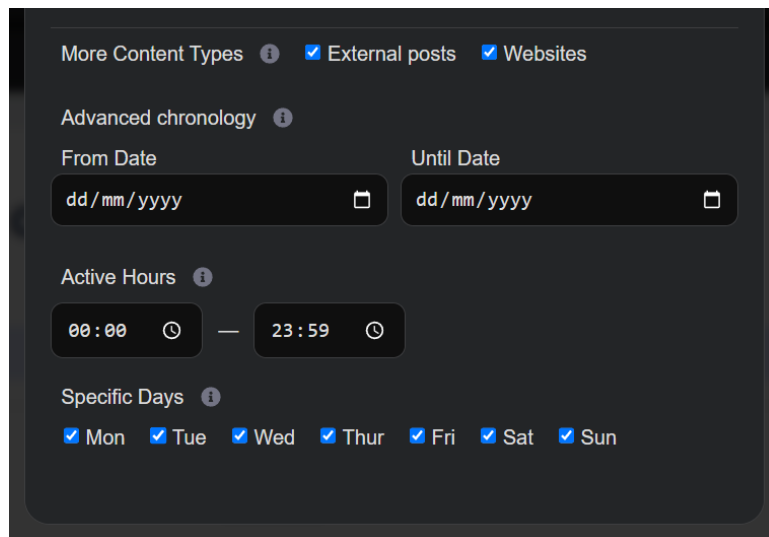 More Content Types External posts Websites
Advanced chronology
From Date Until Date
dd/mm/yyyy dd/mm/yyyy
Active Hours
00:00 — 23:59
Specific Days
Mon Tue Wed Thur Fri Sat Sun